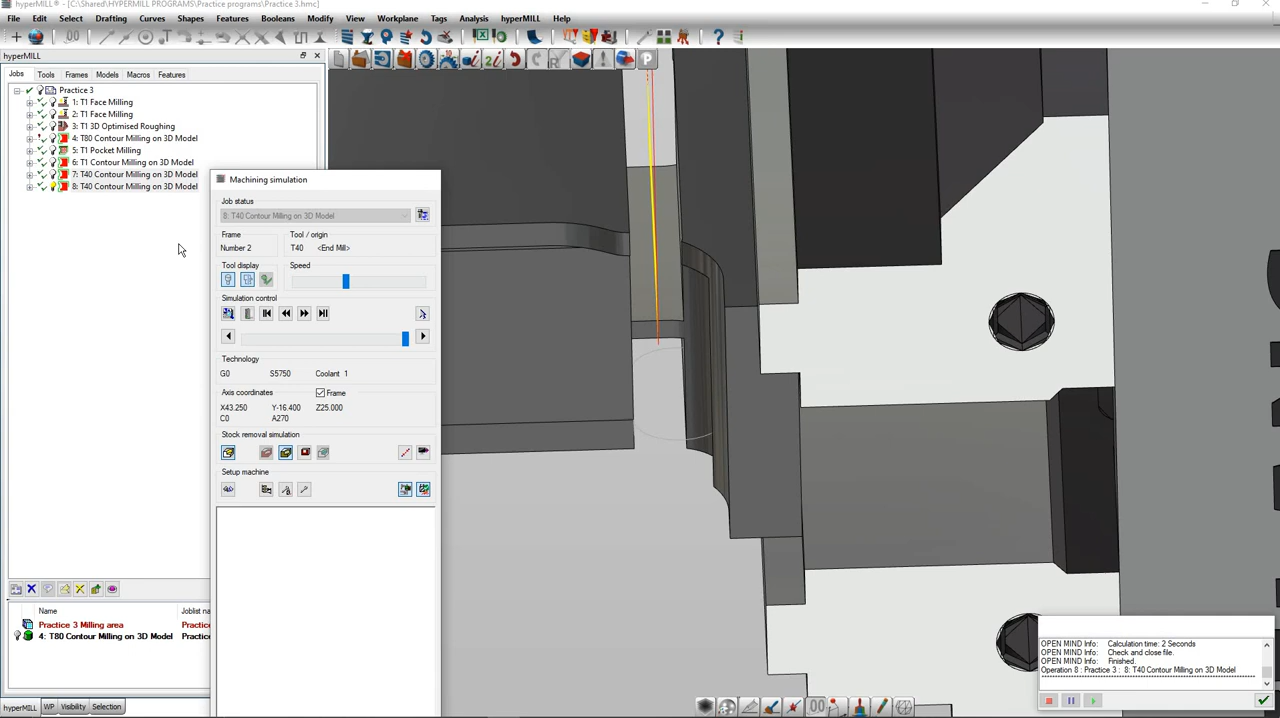 hyperMILL® - [C:\Shared\HYPERMILL PROGRAMS\Practice programs\Practice 3.hmc]
File Edit Select Drafting Curves Shapes Features Booleans Modify View Workplane Tags Analysis hyperMILL Info Help
hyperMILL
Jobs Tools Frames Models Macros Features
Practice 3
1: T1 Face Milling
2: T1 Face Milling
3: T1 3D Optimised Roughing
4: T80 Contour Milling on 3D Model
5: T1 Pocket Milling
6: T1 Contour Milling on 3D Model
7: T40 Contour Milling on 3D Model
8: T40 Contour Milling on 3D Model
Machining simulation
Job status
8: T40 Contour Milling on 3D Model
Frame Tool / origin
Number 2 T40 <End Mill>
Tool display Speed
Simulation control
Technology
G0 S5750 Coolant 1
Axis coordinates Frame
X43.250 Y-16.400 Z25.000
C0 A270
Stock removal simulation
Setup machine
Name Joblist na
Practice 3 Milling area Practice
4: T80 Contour Milling on 3D Model Practice
hyperMILL WP Visibility Selection
OPEN MIND Info: Calculation time: 2 Seconds
OPEN MIND Info: Check and close file.
OPEN MIND Info: Finished.
Operation 8 : Practice 3 : 8: T40 Contour Milling on 3D Model